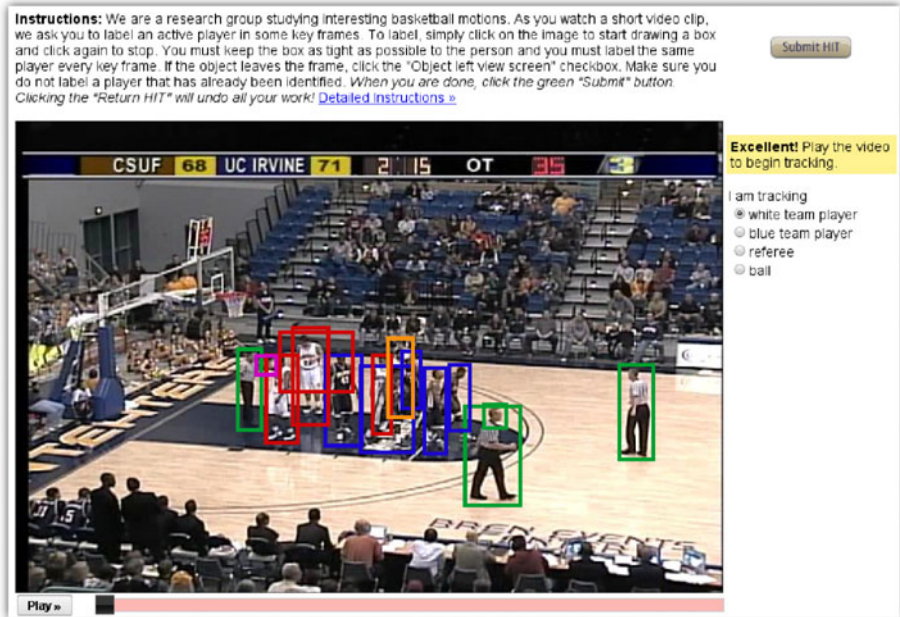 Instructions: We are a research group studying interesting basketball motions. As you watch a short video clip,
we ask you to label an active player in some key frames. To label, simply click on the image to start drawing a box
and click again to stop. You must keep the box as tight as possible to the person and you must label the same
player every key frame. If the object leaves the frame, click the "Object left view screen" checkbox. Make sure you
do not label a player that has already been identified. When you are done, click the green "Submit" button.
Clicking the "Return HIT" will undo all your work! Detailed Instructions »
Submit HIT
CSUF 68 UC IRVINE 71 2 15 OT 35 3
Excellent! Play the video
to begin tracking.
I am tracking
white team player
blue team player
referee
ball
BREN EVENTS
Play »